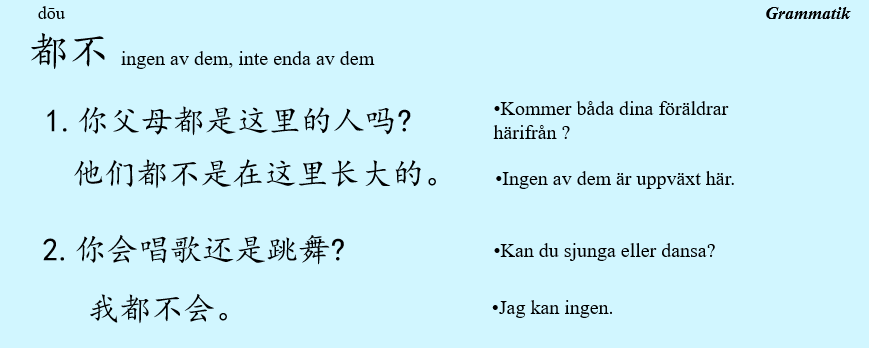 dōu
Grammatik
都不 ingen av dem, inte enda av dem
1.你父母都是这里的人吗?
•Kommer båda dina föräldrar
härifrån ?
他们都不是在这里长大的。
•Ingen av dem är uppväxt här.
2.你会唱歌还是跳舞?
•Kan du sjunga eller dansa?
我都不会。
•Jag kan ingen.